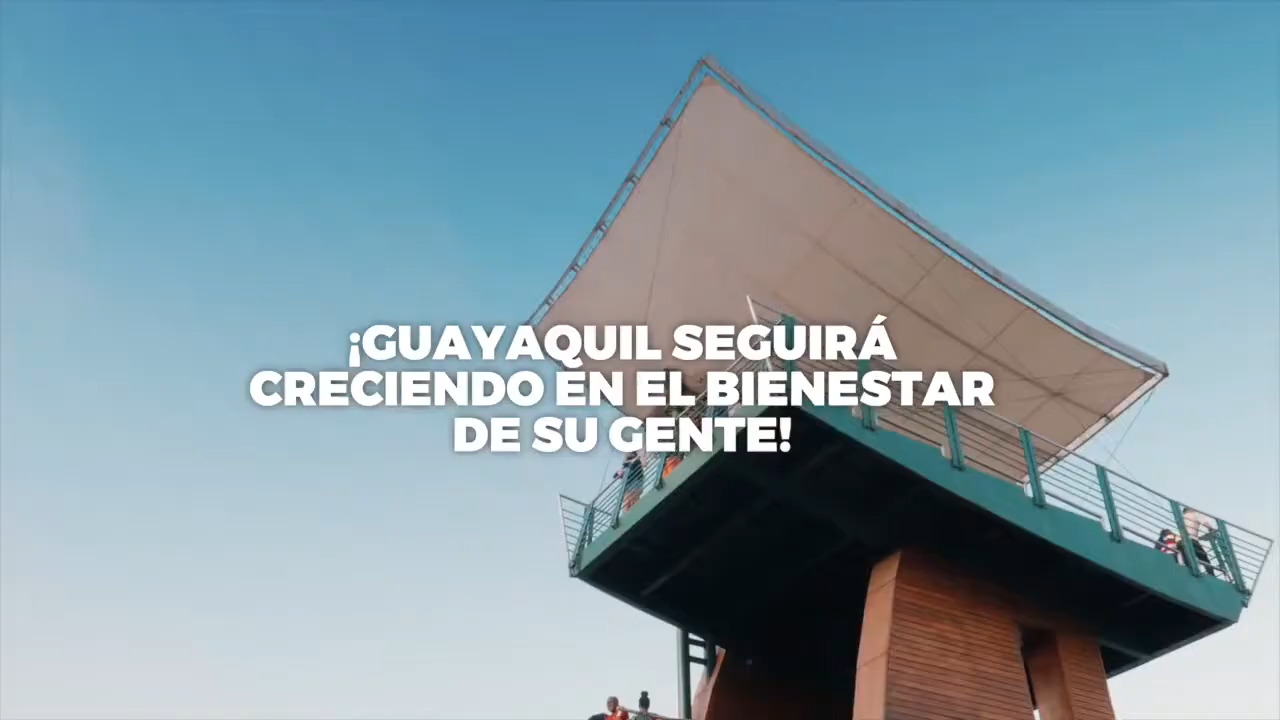 ¡GUAYAQUIL SEGUIRÁ
CRECIENDO EN EL BIENESTAR
DE SU GENTE!